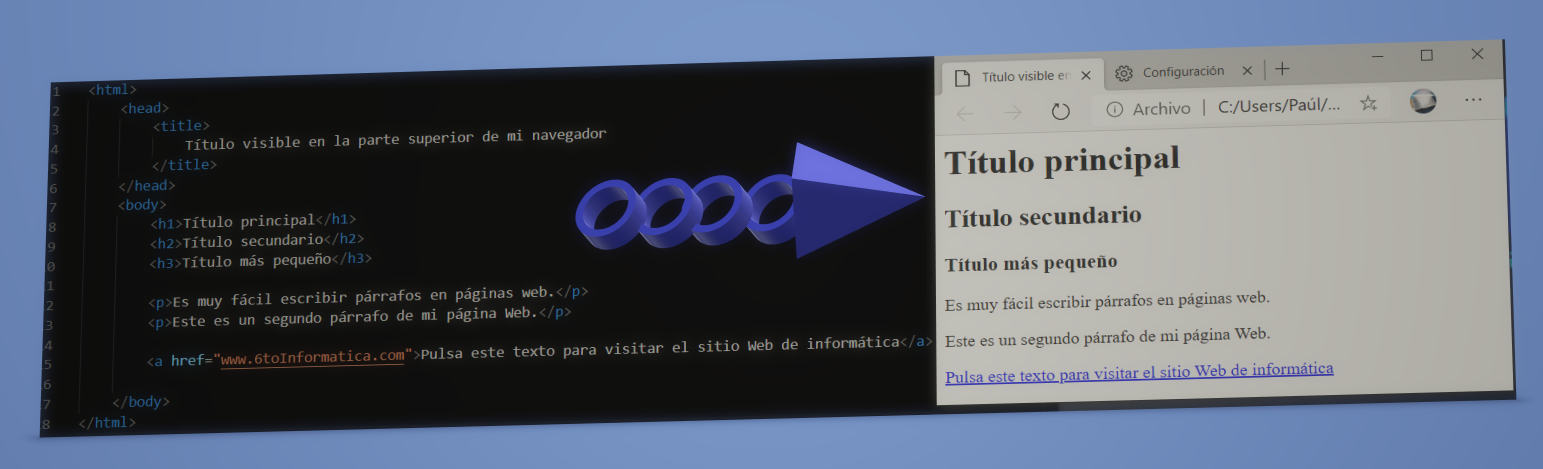 1 <html>
2 <head>
3 <title>
4 Título visible en la parte superior de mi navegador
5 </title>
6 </head>
7 <body>
8 <h1>Título principal</h1>
9 <h2>Título secundario</h2>
0 <h3>Título más pequeño</h3>
1
2 <p>Es muy fácil escribir párrafos en páginas web.</p>
3 <p>Este es un segundo párrafo de mi página Web.</p>
4
5 <a href="www.6toInformatica.com">Pulsa este texto para visitar el sitio Web de informática</a>
6
7 </body>
8 </html>
Título visible en Configuración
Archivo | C:/Users/Paúl/...
Título principal
Título secundario
Título más pequeño
Es muy fácil escribir párrafos en páginas web.
Este es un segundo párrafo de mi página Web.
Pulsa este texto para visitar el sitio Web de informática